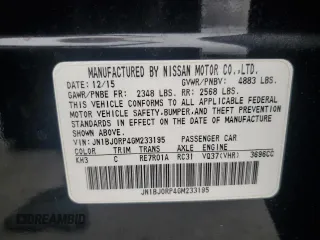 MANUFACTURED BY NISSAN MOTOR CO.,LTD.
DATE: 12/15 GVWR/PNBV: 4883 LBS.
GAWR/PNBE FR: 2348 LBS. RR: 2568 LBS.
THIS VEHICLE CONFORMS TO ALL APPLICABLE FEDERAL
MOTOR VEHICLE SAFETY,BUMPER,AND THEFT
PREVENTION STANDARDS IN EFFECT ON THE DATE OF
MANUFACTURE SHOWN ABOVE.
VIN:JN1BJ0RP4GM233195 PASSENGER CAR
COLOR TRIM TRANS AXLE ENGINE
KH3 C RE7R01A RC31 VQ37(VHR) 3696CC
JN1BJ0RP4GM233195